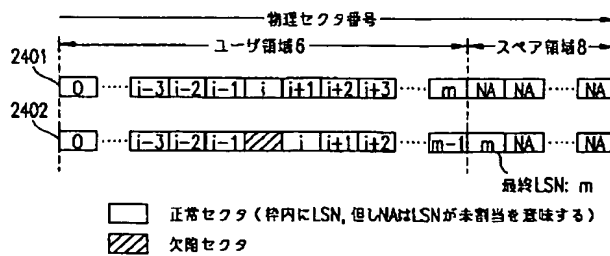 物理セクタ番号
ユーザ領域6 スペア領域8
2401
0 ‥‥ i-3 i-2 i-1 i i+1 i+2 i+3 ‥‥ m NA NA ‥‥ NA
2402
0 ‥‥ i-3 i-2 i-1 i i+1 i+2 ‥‥ m-1 m NA ‥‥ NA
最終LSN: m
正常セクタ(枠内にLSN, 但しNAはLSNが未割当を意味する)
欠陥セクタ